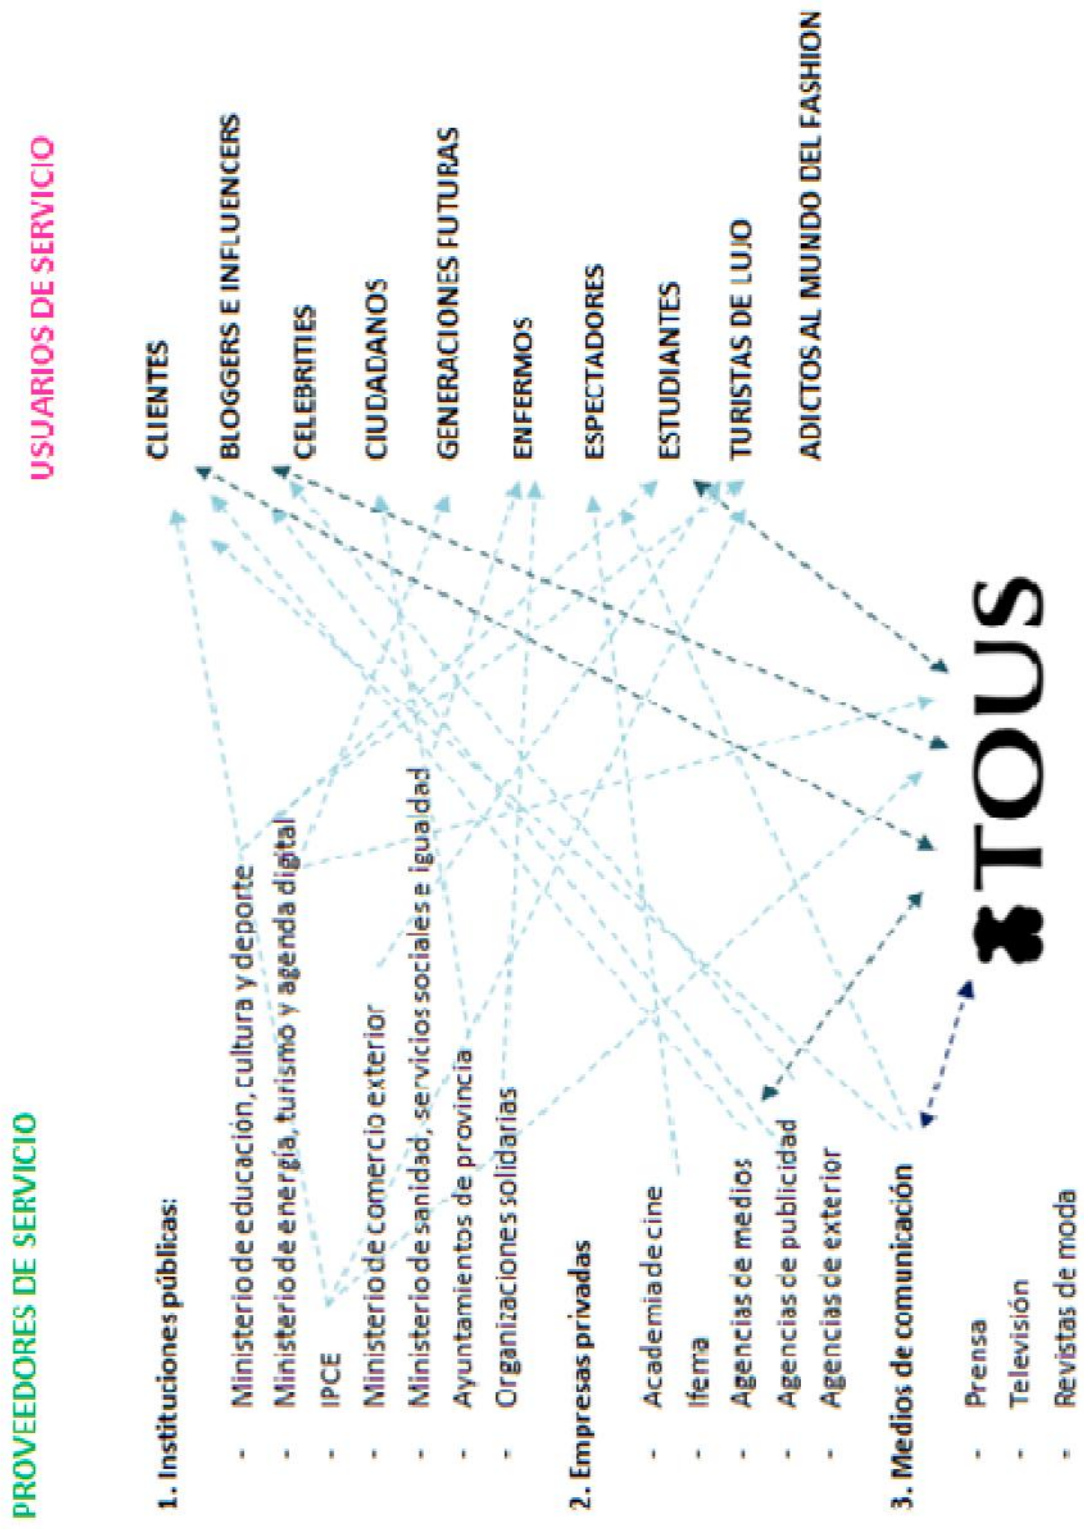 PROVEEDORES DE SERVICIO
USUARIOS DE SERVICIO
1. Instituciones públicas:
- Ministerio de educación, cultura y deporte
- Ministerio de energía, turismo y agenda digital
- IPCE
- Ministerio de comercio exterior
- Ministerio de sanidad, servicios sociales e igualdad
- Ayuntamientos de provincia
- Organizaciones solidarias
2. Empresas privadas
- Academia de cine
- Ifema
- Agencias de medios
- Agencias de publicidad
- Agencias de exterior
3. Medios de comunicación
- Prensa
- Televisión
- Revistas de moda
CLIENTES
BLOGGERS E INFLUENCERS
CELEBRITIES
CIUDADANOS
GENERACIONES FUTURAS
ENFERMOS
ESPECTADORES
ESTUDIANTES
TURISTAS DE LUJO
ADICTOS AL MUNDO DEL FASHION
TOUS